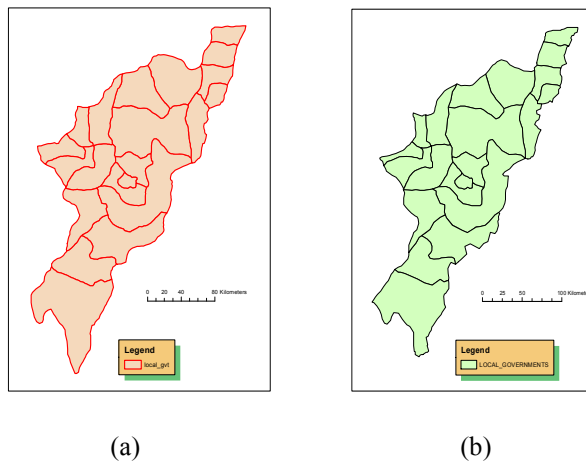 0 20 40 80 Kilometers
Legend
local_gvt
(a)
0 25 50 100 Kilometers
Legend
LOCAL_GOVERNMENTS
(b)